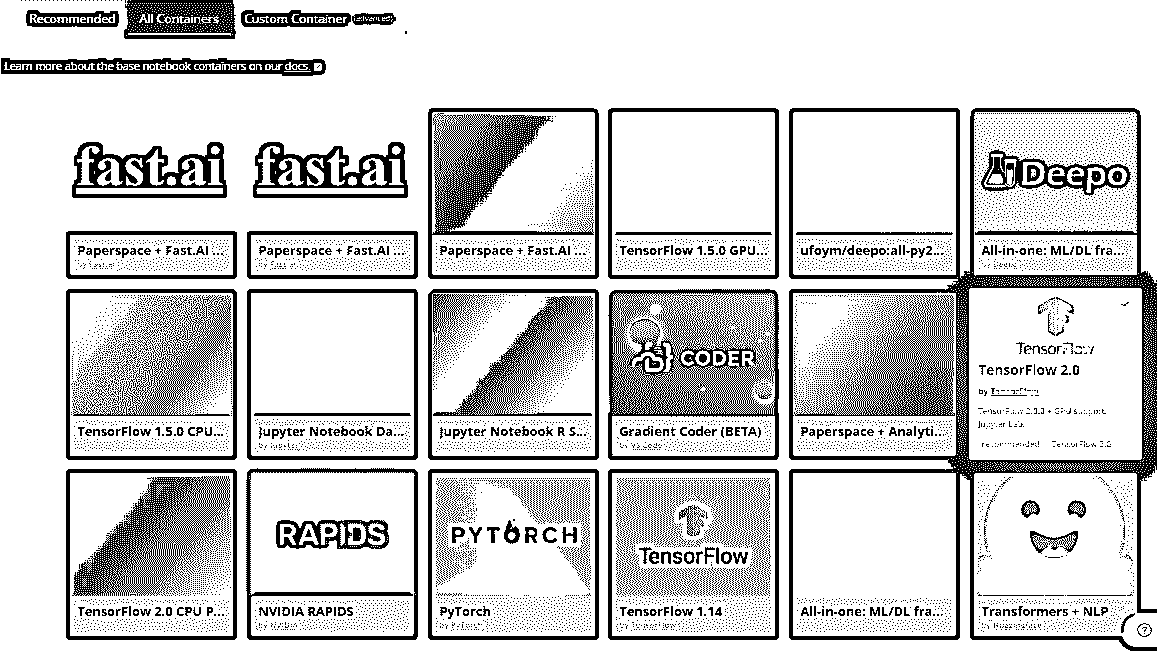 Recommended All Containers Custom Container (advanced)
Learn more about the base notebook containers on our docs.
fast.ai fast.ai Deepo
Paperspace + Fast.AI ... Paperspace + Fast.AI ... Paperspace + Fast.AI ... TensorFlow 1.5.0 GPU... ufoym/deepo:all-py2... All-in-one: ML/DL fra...
CODER
TensorFlow
TensorFlow 2.0
by TensorFlow
TensorFlow 2.0.0 + GPU support.
Jupyter Lab.
recommended TensorFlow 2.0
TensorFlow 1.5.0 CPU... Jupyter Notebook Da... Jupyter Notebook R S... Gradient Coder (BETA) Paperspace + Analyti...
RAPIDS PYTORCH TensorFlow
TensorFlow 2.0 CPU P... NVIDIA RAPIDS PyTorch TensorFlow 1.14 All-in-one: ML/DL fra... Transformers + NLP